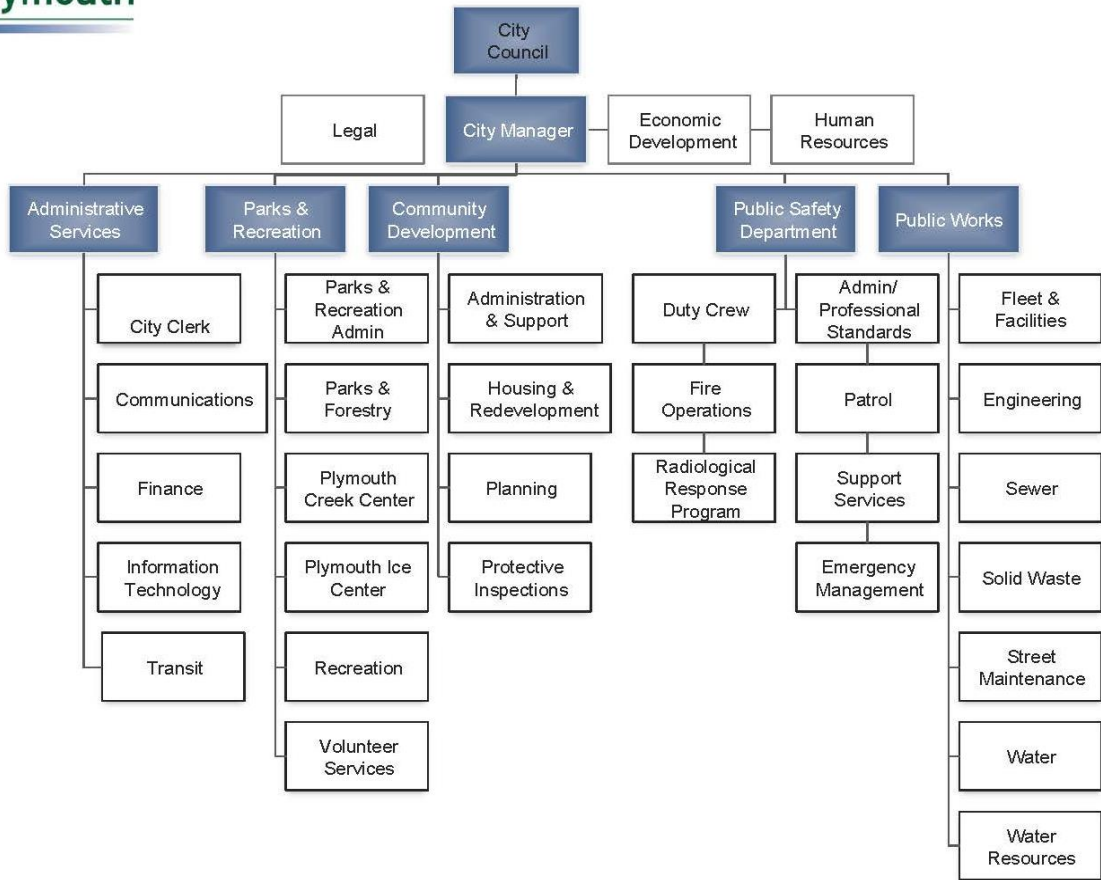 ymouth
City
Council
Legal
City Manager
Economic
Development
Human
Resources
Administrative
Services
Parks &
Recreation
Community
Development
Public Safety
Department
Public Works
City Clerk
Communications
Finance
Information
Technology
Transit
Parks &
Recreation
Admin
Parks &
Forestry
Plymouth
Creek Center
Plymouth Ice
Center
Recreation
Volunteer
Services
Administration
& Support
Housing &
Redevelopment
Planning
Protective
Inspections
Duty Crew
Fire
Operations
Radiological
Response
Program
Admin/
Professional
Standards
Patrol
Support
Services
Emergency
Management
Fleet &
Facilities
Engineering
Sewer
Solid Waste
Street
Maintenance
Water
Water
Resources